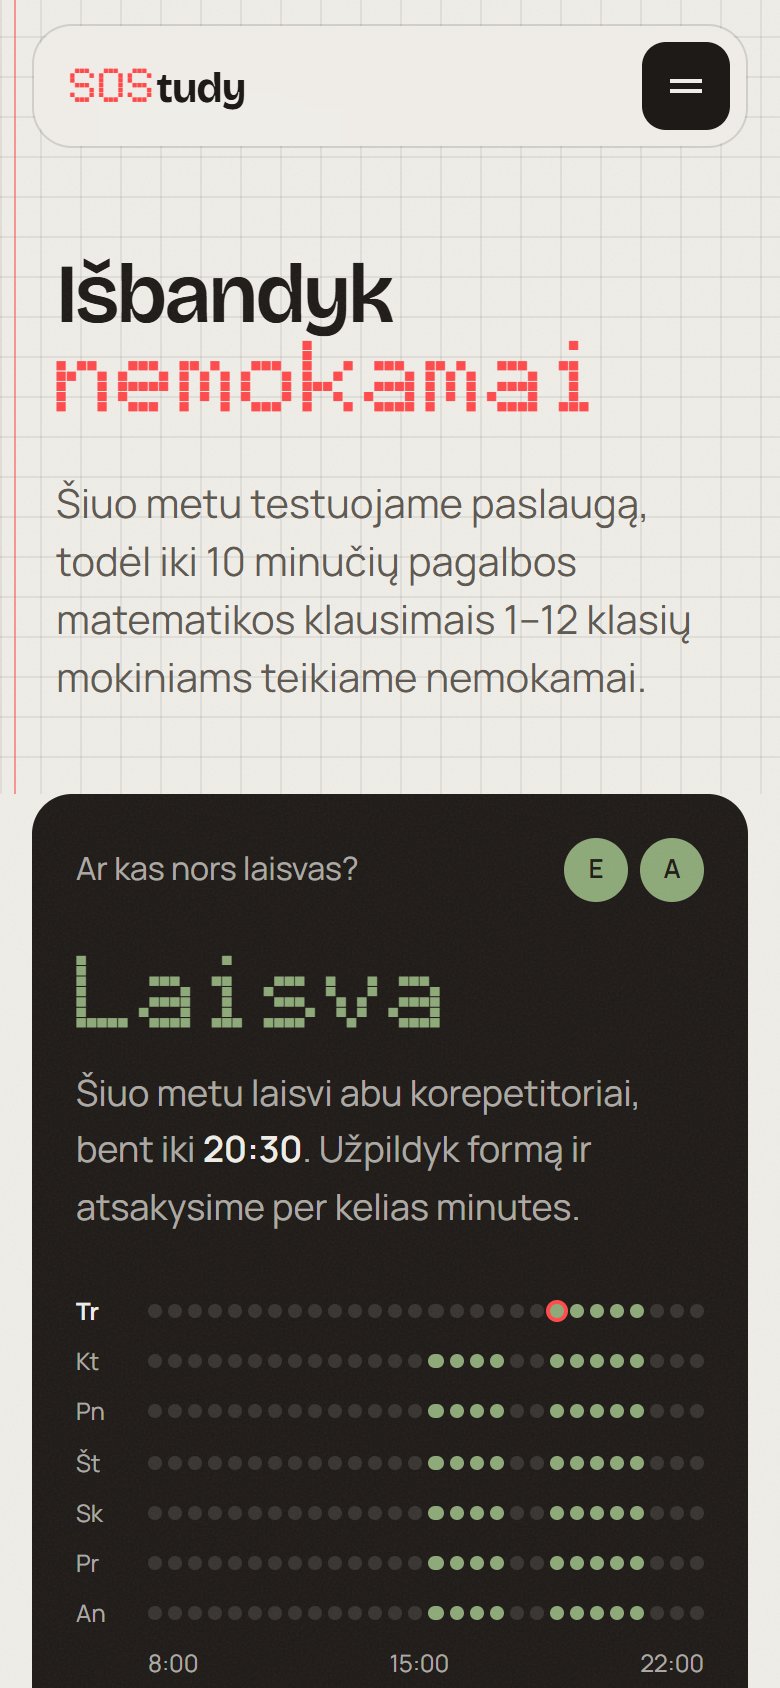 SOStudy
Išbandyk
nemokamai
Šiuo metu testuojame paslaugą,
todėl iki 10 minučių pagalbos
matematikos klausimais 1–12 klasių
mokiniams teikiame nemokamai.
Ar kas nors laisvas?
E A
Laisva
Šiuo metu laisvi abu korepetitoriai,
bent iki 20:30. Užpildyk formą ir
atsakysime per kelias minutes.
Tr
Kt
Pn
Št
Sk
Pr
An
8:00 15:00 22:00